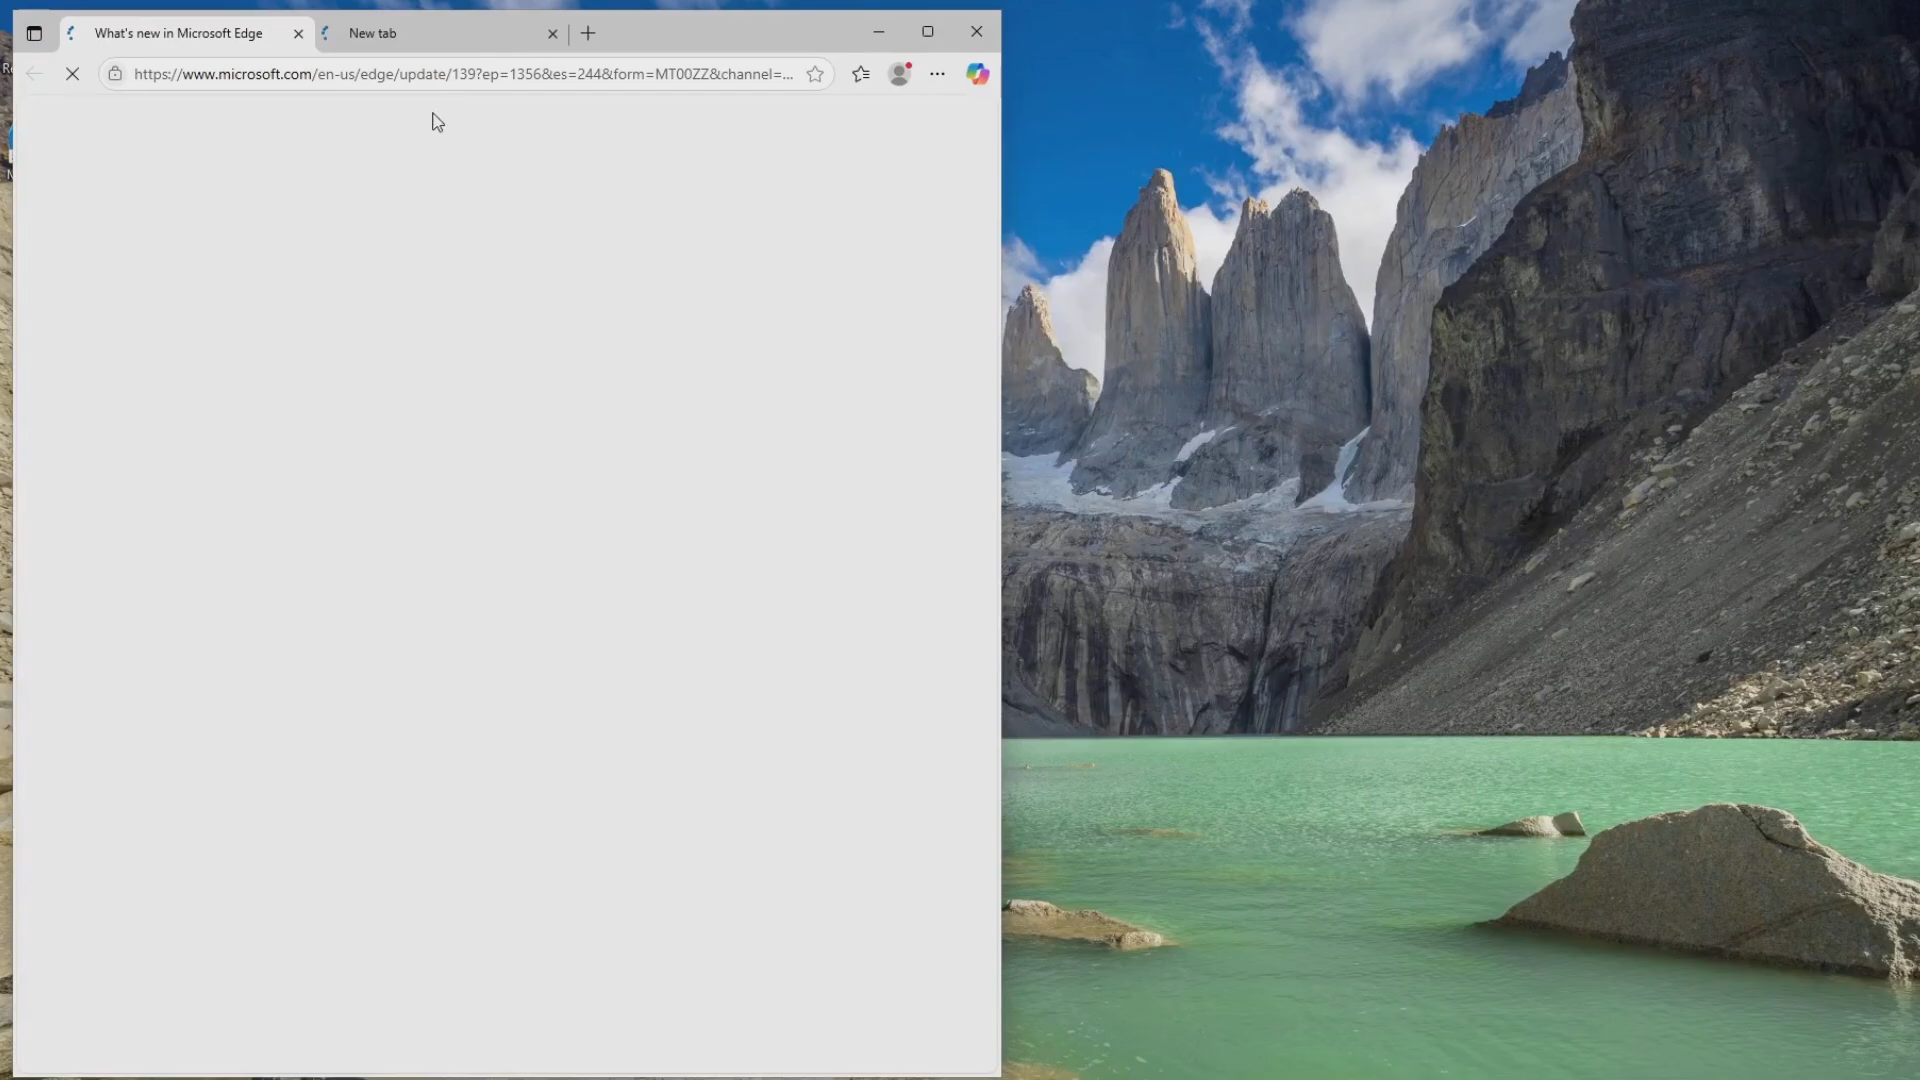 What's new in Microsoft Edge
New tab
https://www.microsoft.com/en-us/edge/update/139?ep=1356&es=244&form=MT00ZZ&channel=...